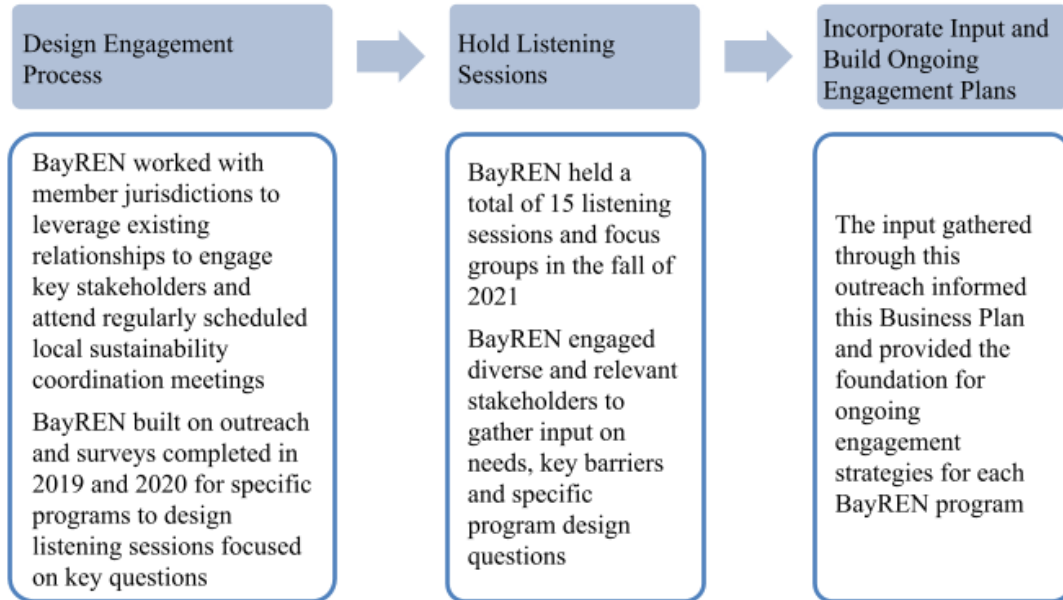 Design Engagement
Process
Hold Listening
Sessions
Incorporate Input and
Build Ongoing
Engagement Plans
BayREN worked with
member jurisdictions to
leverage existing
relationships to engage
key stakeholders and
attend regularly scheduled
local sustainability
coordination meetings
BayREN built on outreach
and surveys completed in
2019 and 2020 for specific
programs to design
listening sessions focused
on key questions
BayREN held a
total of 15 listening
sessions and focus
groups in the fall of
2021
BayREN engaged
diverse and relevant
stakeholders to
gather input on
needs, key barriers
and specific
program design
questions
The input gathered
through this
outreach informed
this Business Plan
and provided the
foundation for
ongoing
engagement
strategies for each
BayREN program